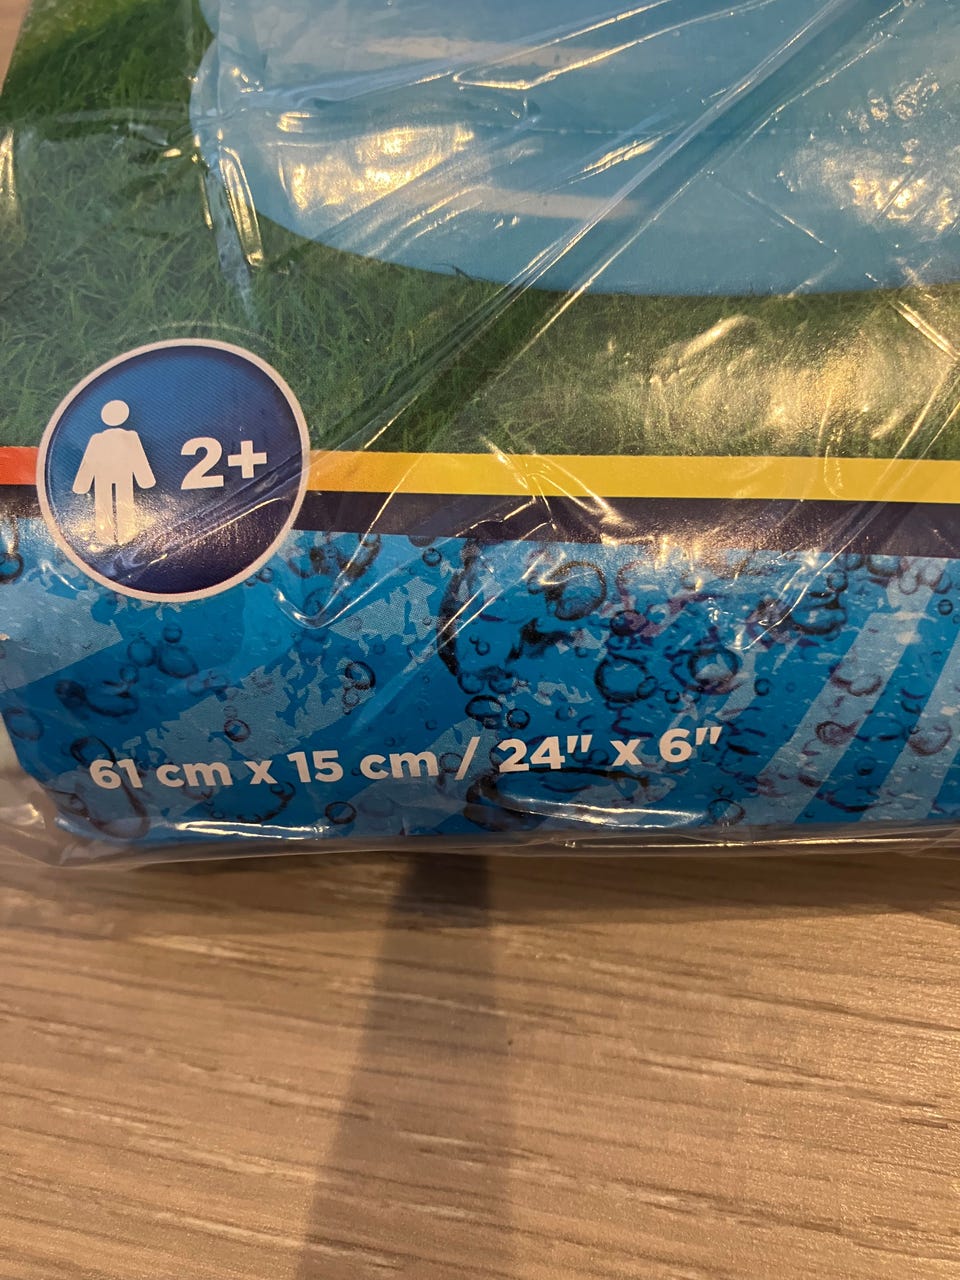 2+
61 cm x 15 cm / 24" x 6"